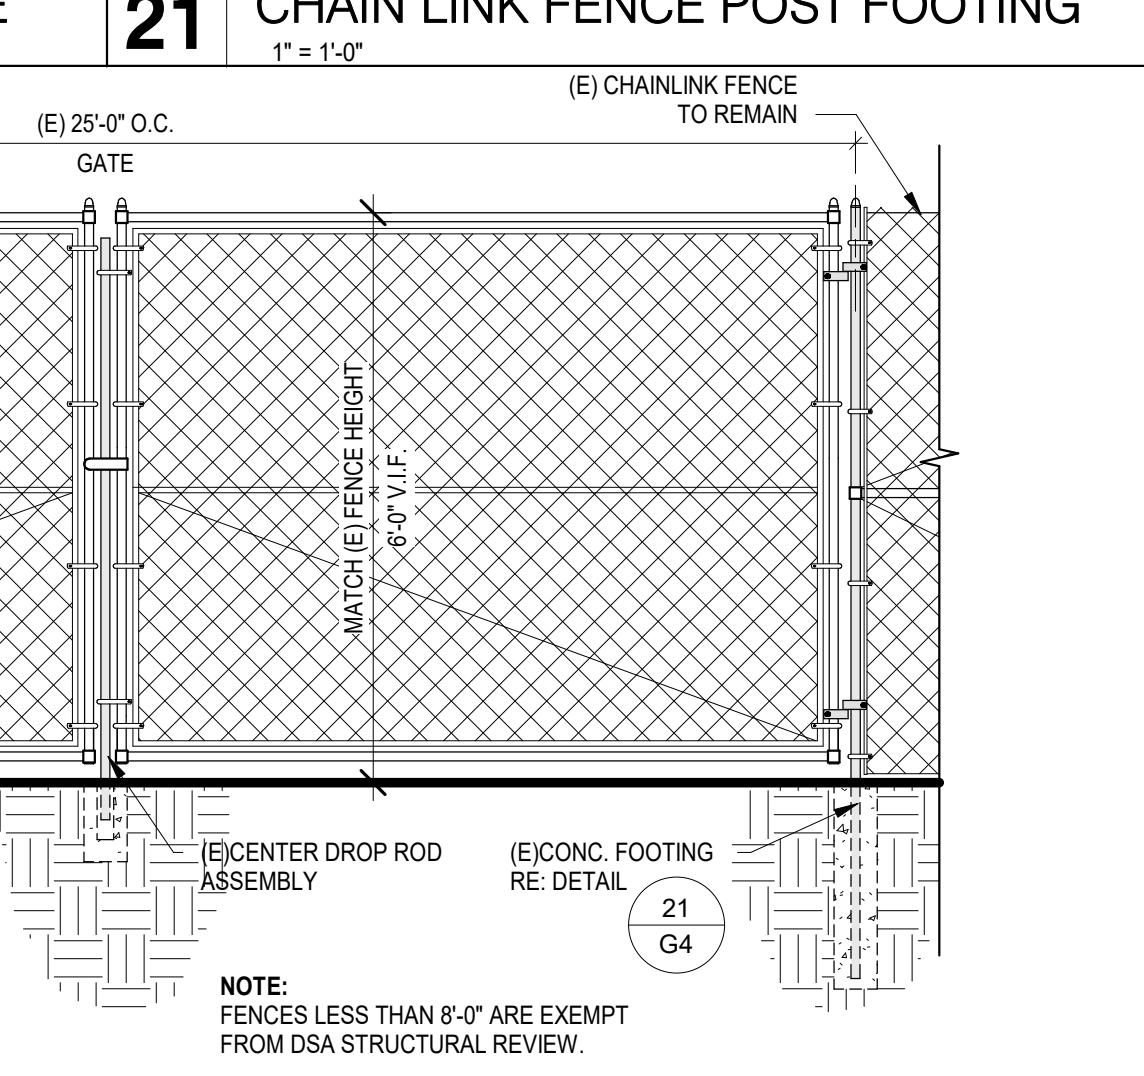 21 CHAIN LINK FENCE POST FOOTING
1" = 1'-0"
(E) CHAINLINK FENCE
TO REMAIN
(E) 25'-0" O.C.
GATE
MATCH (E) FENCE HEIGHT
6'-0" V.I.F.
(E)CENTER DROP ROD
ASSEMBLY
(E)CONC. FOOTING
RE: DETAIL
21
G4
NOTE:
FENCES LESS THAN 8'-0" ARE EXEMPT
FROM DSA STRUCTURAL REVIEW.